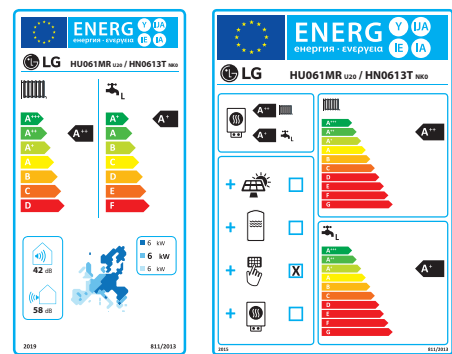 ENERG Y IJA
енергия · ενεργεια IE IA
LG
HU061MR U20 / HN0613T NK0
L
A+++
A++
A+
A
B
C
D
A++
A+
A
B
C
D
E
F
A+
42 dB
58 dB
6 kW
6 kW
6 kW
2019
811/2013
ENERG Y IJA
енергия · ενεργεια IE IA
LG
HU061MR U20 / HN0613T NK0
A++
A+
L
+
+
+ X
+
A+++
A++
A+
A
B
C
D
E
F
G
A++
L
A+++
A++
A+
A
B
C
D
E
F
G
A+
2015
811/2013